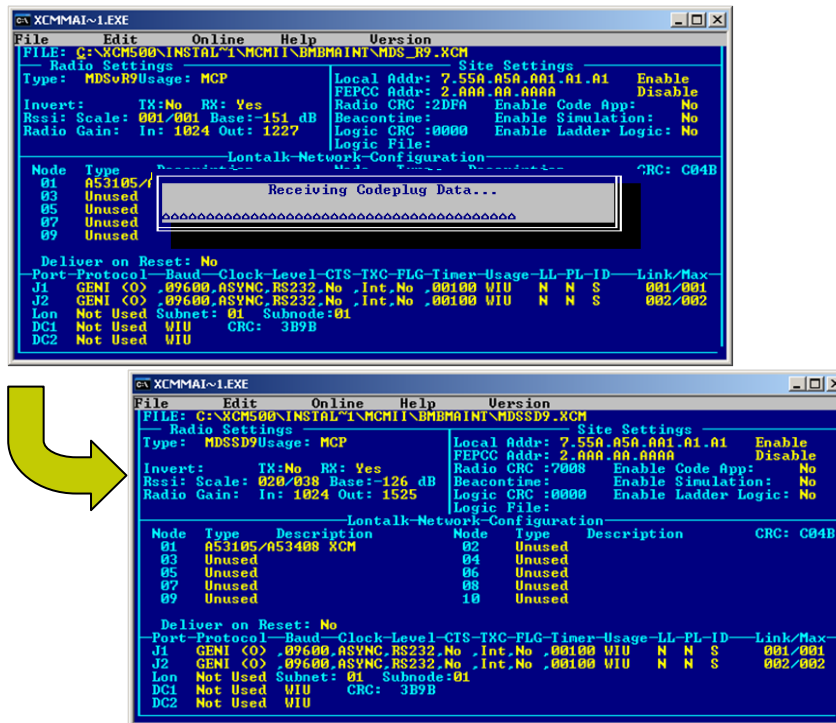 XCMMAI~1.EXE
File Edit Online Help Version
FILE: C:\XCM500\INSTAL~1\MCMII\BMBMAINT\MDS_R9.XCM
Radio Settings Site Settings
Type: MDSvR9Usage: MCP Local Addr: 7.55A.A5A.AA1.A1.A1 Enable
FEPCC Addr: 2.AAA.AA.AAAA Disable
Invert: TX:No RX: Yes Radio CRC :2DFA Enable Code App: No
Rssi: Scale: 001/001 Base:-151 dB Beacontime: Enable Simulation: No
Radio Gain: In: 1024 Out: 1227 Logic CRC :0000 Enable Ladder Logic: No
Logic File:
Lontalk-Network-Configuration
Node Type CRC: C04B
01 A53105/
03 Unused
05 Unused
07 Unused
09 Unused
Receiving Codeplug Data...
Deliver on Reset: No
Port-Protocol-Baud-Clock-Level-CTS-TXC-FLG-Timer-Usage-LL-PL-ID-Link/Max
J1 GENI (O) ,09600,ASYNC,RS232,No ,Int,No ,00100 WIU N N S 001/001
J2 GENI (O) ,09600,ASYNC,RS232,No ,Int,No ,00100 WIU N N S 002/002
Lon Not Used Subnet: 01 Subnode:01
DC1 Not Used WIU CRC: 3B9B
DC2 Not Used WIU
XCMMAI~1.EXE
File Edit Online Help Version
FILE: C:\XCM500\INSTAL~1\MCMII\BMBMAINT\MDSSD9.XCM
Radio Settings Site Settings
Type: MDSSD9Usage: MCP Local Addr: 7.55A.A5A.AA1.A1.A1 Enable
FEPCC Addr: 2.AAA.AA.AAAA Disable
Invert: TX:No RX: Yes Radio CRC :7008 Enable Code App: No
Rssi: Scale: 020/038 Base:-126 dB Beacontime: Enable Simulation: No
Radio Gain: In: 1024 Out: 1525 Logic CRC :0000 Enable Ladder Logic: No
Logic File:
Lontalk-Network-Configuration
Node Type Description Node Type Description CRC: C04B
01 A53105/A53408 XCM 02 Unused
03 Unused 04 Unused
05 Unused 06 Unused
07 Unused 08 Unused
09 Unused 10 Unused
Deliver on Reset: No
Port-Protocol-Baud-Clock-Level-CTS-TXC-FLG-Timer-Usage-LL-PL-ID-Link/Max
J1 GENI (O) ,09600,ASYNC,RS232,No ,Int,No ,00100 WIU N N S 001/001
J2 GENI (O) ,09600,ASYNC,RS232,No ,Int,No ,00100 WIU N N S 002/002
Lon Not Used Subnet: 01 Subnode:01
DC1 Not Used WIU CRC: 3B9B
DC2 Not Used WIU